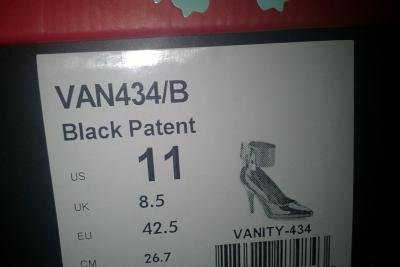 VAN434/B
Black Patent
US 11
UK 8.5
EU 42.5
CM 26.7
VANITY-434